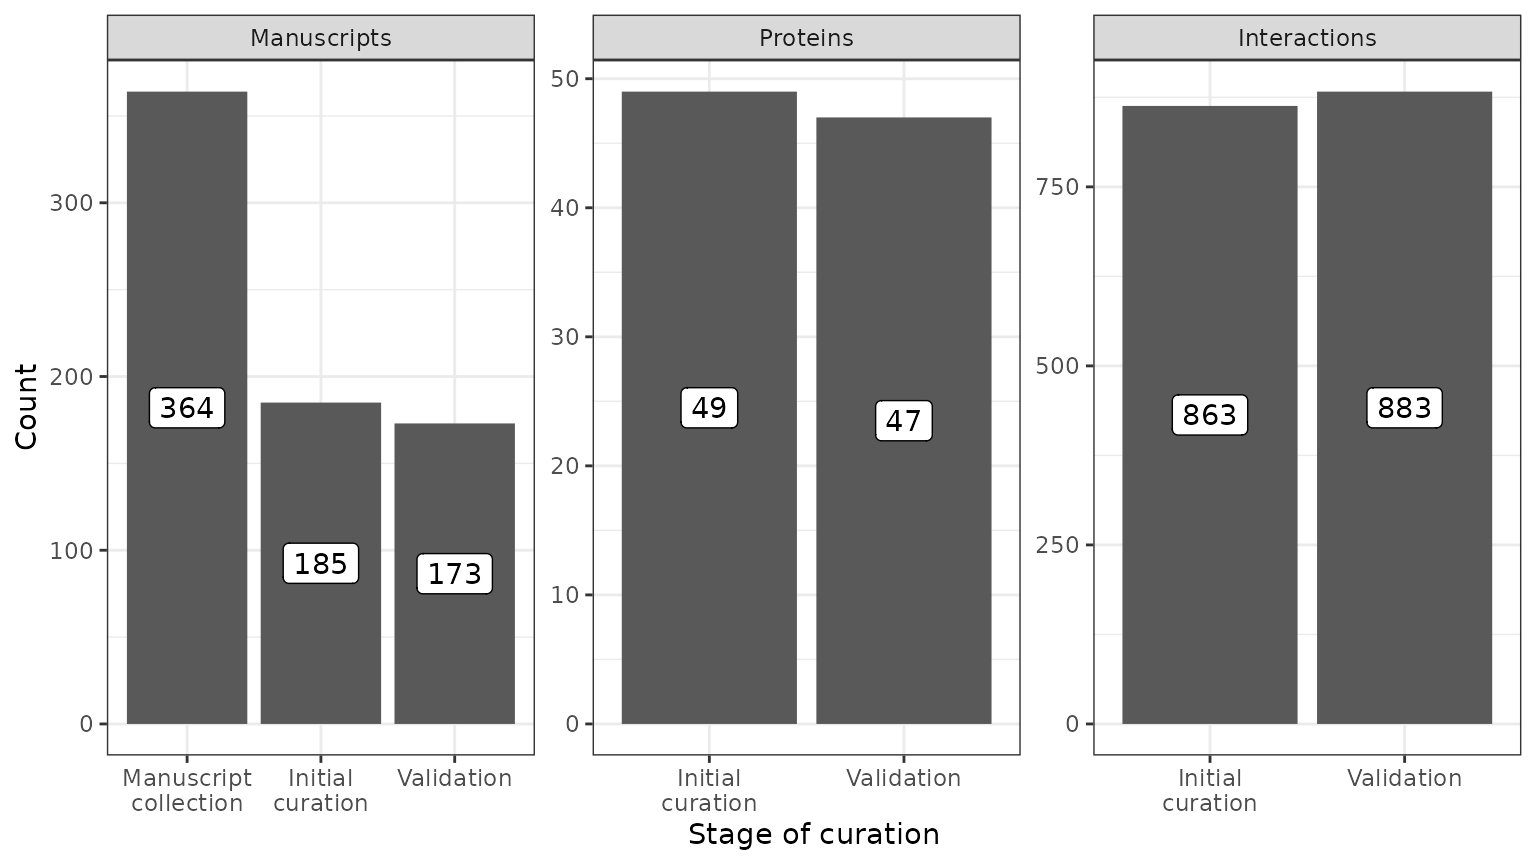 Manuscripts
Proteins
Interactions
Count
300
200
100
0
364
185
173
Manuscript
collection
Initial
curation
Validation
50
40
30
20
10
0
49
47
Initial
curation
Validation
750
500
250
0
863
883
Initial
curation
Validation
Stage of curation